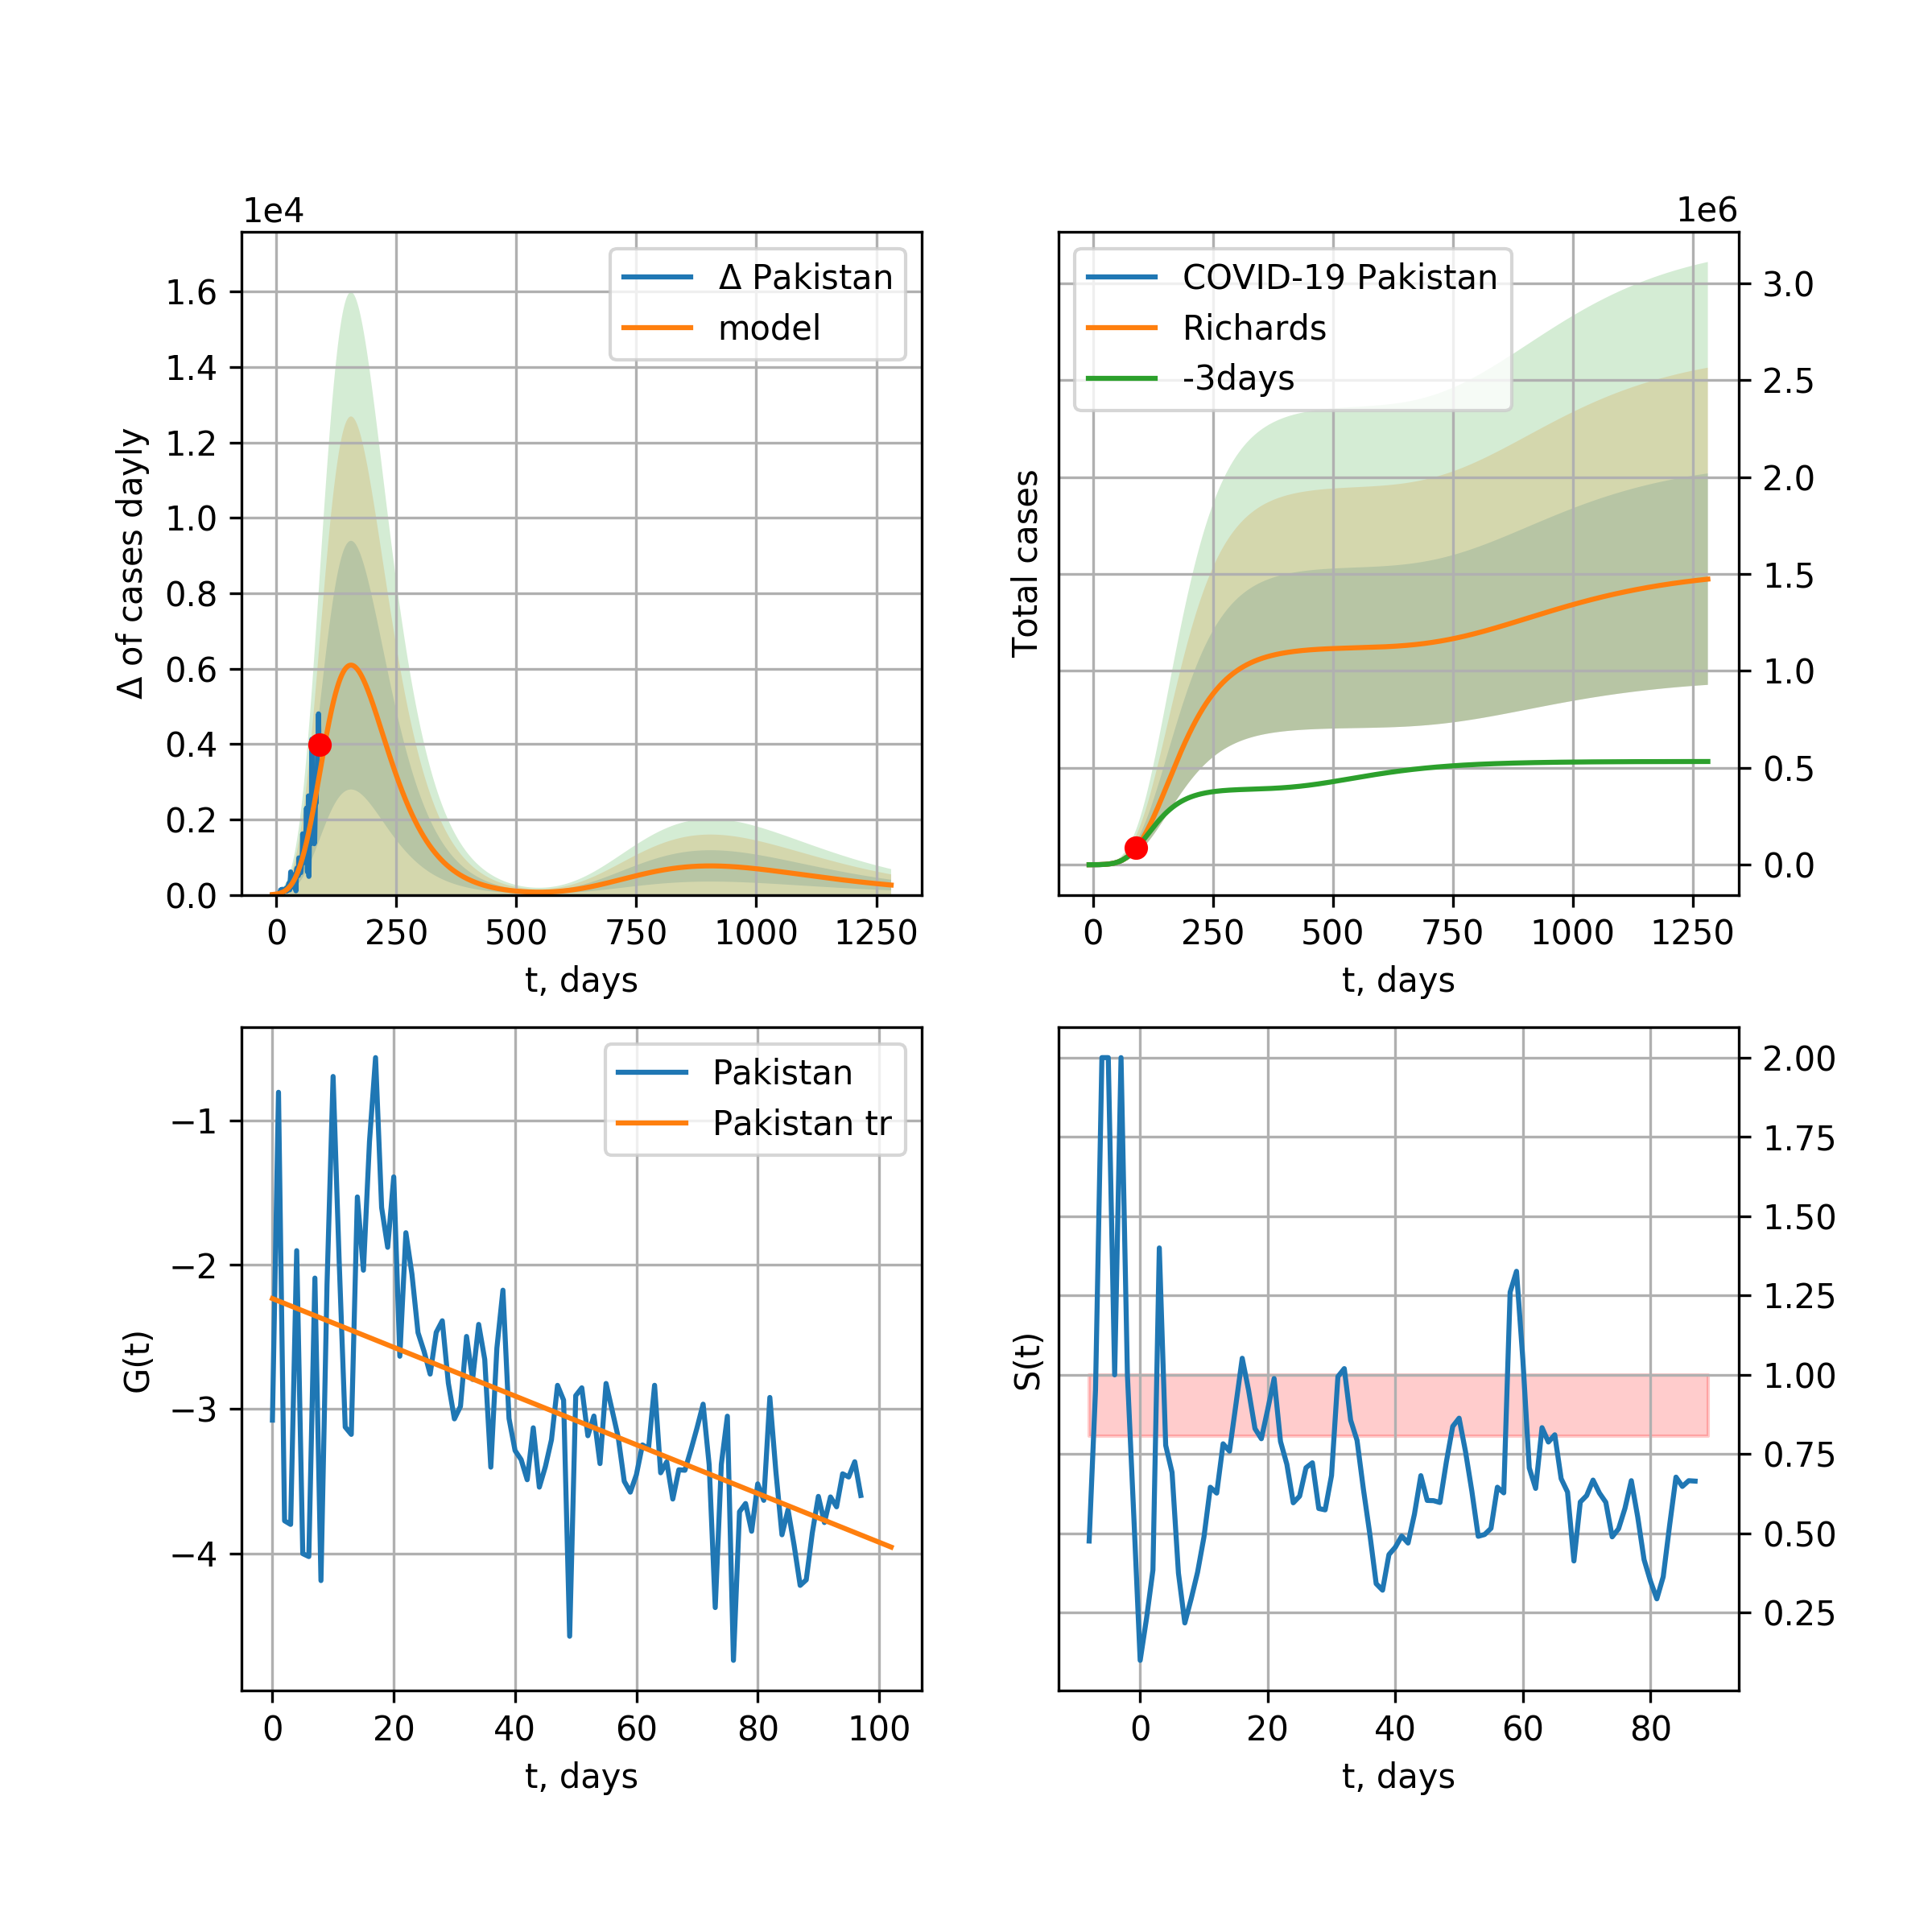 1e4
Δ of cases dayly
1.6
1.4
1.2
1.0
0.8
0.6
0.4
0.2
0.0
Δ Pakistan
model
0 250 500 750 1000 1250
t, days
1e6
Total cases
COVID-19 Pakistan
Richards
-3days
3.0
2.5
2.0
1.5
1.0
0.5
0.0
0 250 500 750 1000 1250
t, days
G(t)
−1
−2
−3
−4
Pakistan
Pakistan tr
0 20 40 60 80 100
t, days
S(t)
2.00
1.75
1.50
1.25
1.00
0.75
0.50
0.25
0 20 40 60 80
t, days